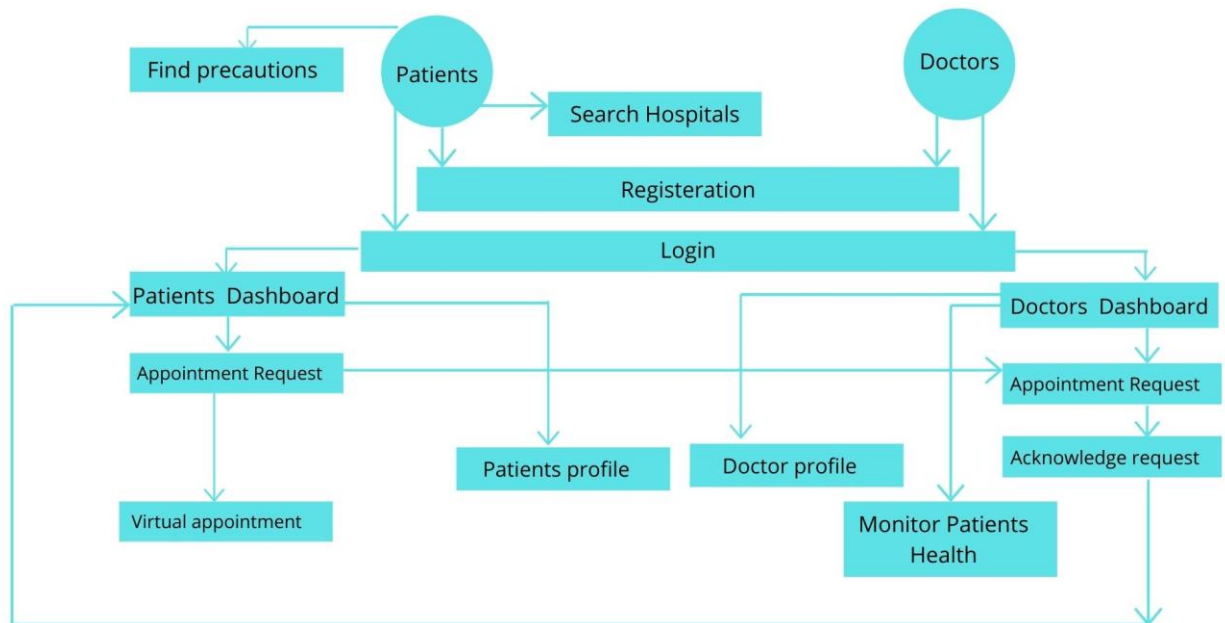 Find precautions
Patients
Doctors
Search Hospitals
Registeration
Login
Patients Dashboard
Doctors Dashboard
Appointment Request
Appointment Request
Patients profile
Doctor profile
Acknowledge request
Virtual appointment
Monitor Patients
Health